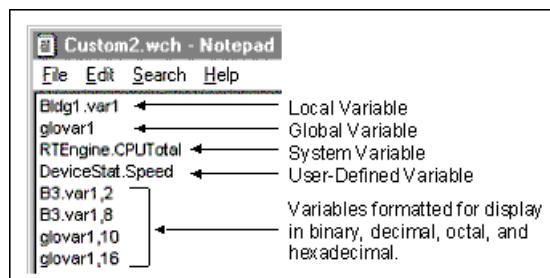 Custom2.wch - Notepad
File Edit Search Help
Bldg1.var1
Local Variable
glovar1
Global Variable
RTEngine.CPUTotal
System Variable
DeviceStat.Speed
User-Defined Variable
B3.var1,2
B3.var1,8
glovar1,10
glovar1,16
Variables formatted for display
in binary, decimal, octal, and
hexadecimal.